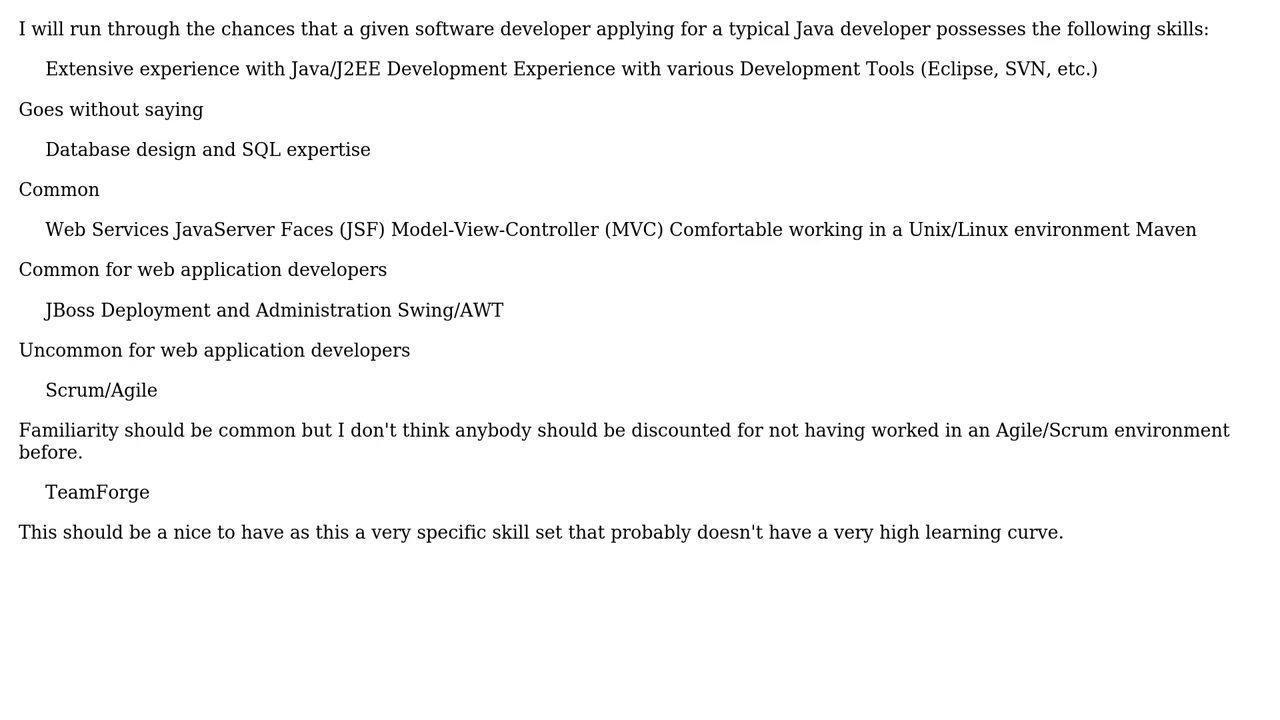 I will run through the chances that a given software developer applying for a typical Java developer possesses the following skills:
Extensive experience with Java/J2EE Development Experience with various Development Tools (Eclipse, SVN, etc.)
Goes without saying
Database design and SQL expertise
Common
Web Services JavaServer Faces (JSF) Model-View-Controller (MVC) Comfortable working in a Unix/Linux environment Maven
Common for web application developers
JBoss Deployment and Administration Swing/AWT
Uncommon for web application developers
Scrum/Agile
Familiarity should be common but I don't think anybody should be discounted for not having worked in an Agile/Scrum environment
before.
TeamForge
This should be a nice to have as this a very specific skill set that probably doesn't have a very high learning curve.